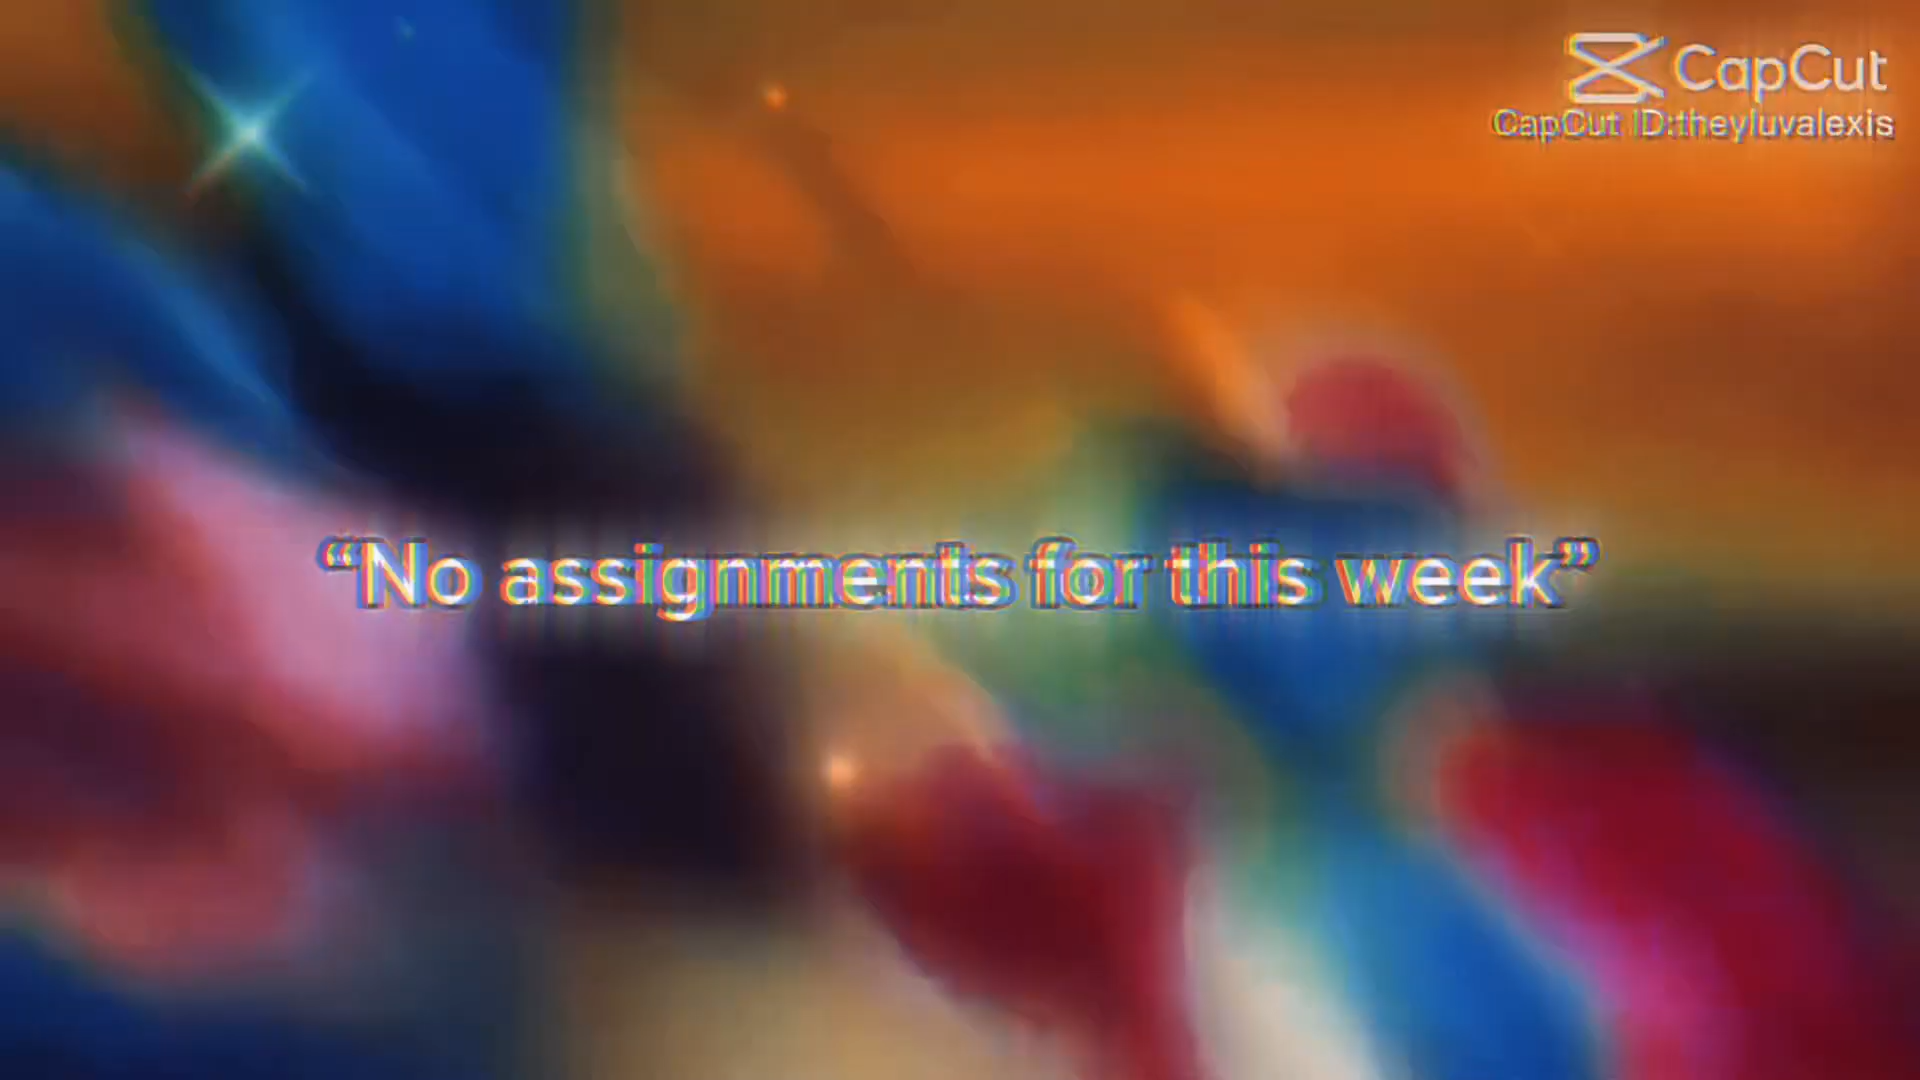 CapCut
CapCut ID:theyluvalexis
“No assignments for this week”